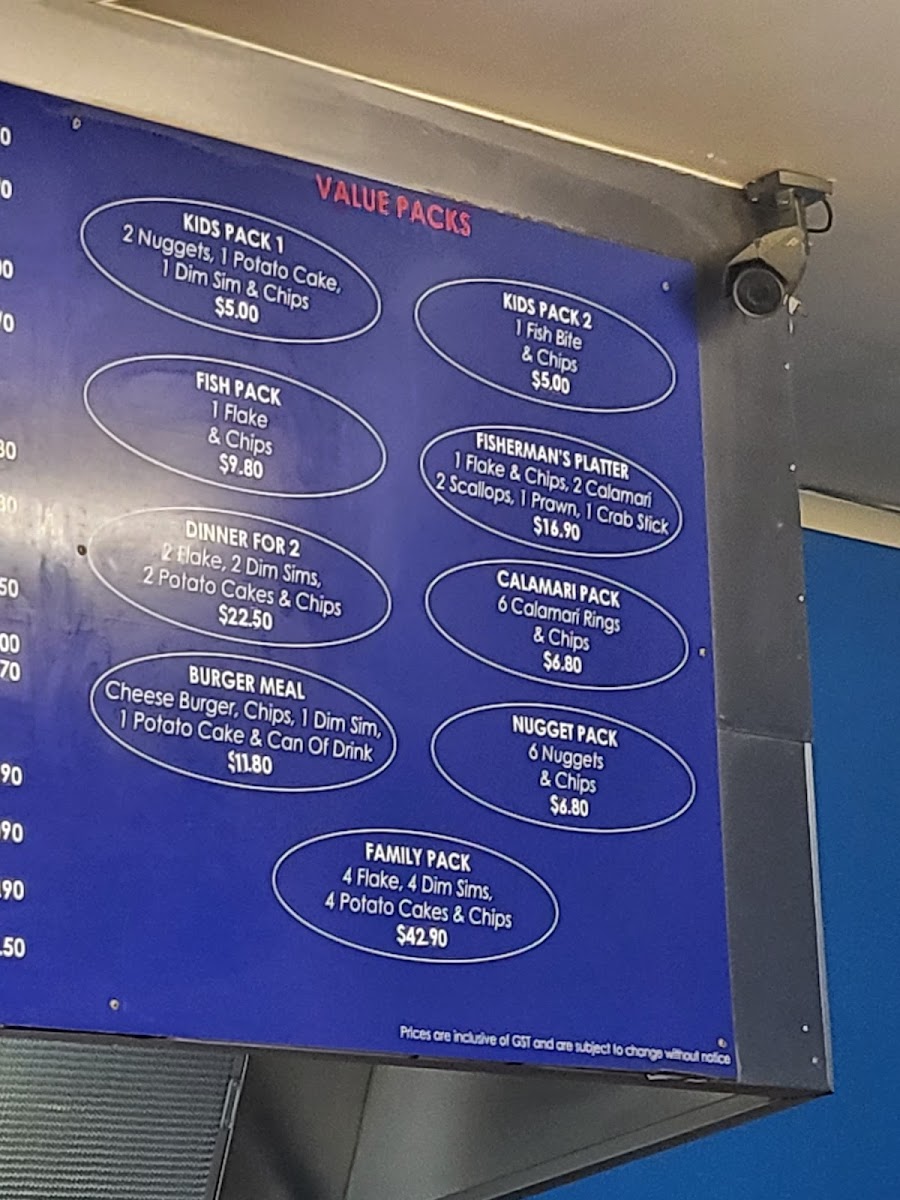 VALUE PACKS
KIDS PACK 1
2 Nuggets, 1 Potato Cake,
1 Dim Sim & Chips
$5.00
KIDS PACK 2
1 Fish Bite
& Chips
$5.00
FISH PACK
1 Flake
& Chips
$9.80
FISHERMAN'S PLATTER
1 Flake & Chips, 2 Calamari
2 Scallops, 1 Prawn, 1 Crab Stick
$16.90
DINNER FOR 2
2 Flake, 2 Dim Sims,
2 Potato Cakes & Chips
$22.50
CALAMARI PACK
6 Calamari Rings
& Chips
$6.80
BURGER MEAL
Cheese Burger, Chips, 1 Dim Sim,
1 Potato Cake & Can Of Drink
$11.80
NUGGET PACK
6 Nuggets
& Chips
$6.80
FAMILY PACK
4 Flake, 4 Dim Sims,
4 Potato Cakes & Chips
$42.90
Prices are inclusive of GST and are subject to change without notice